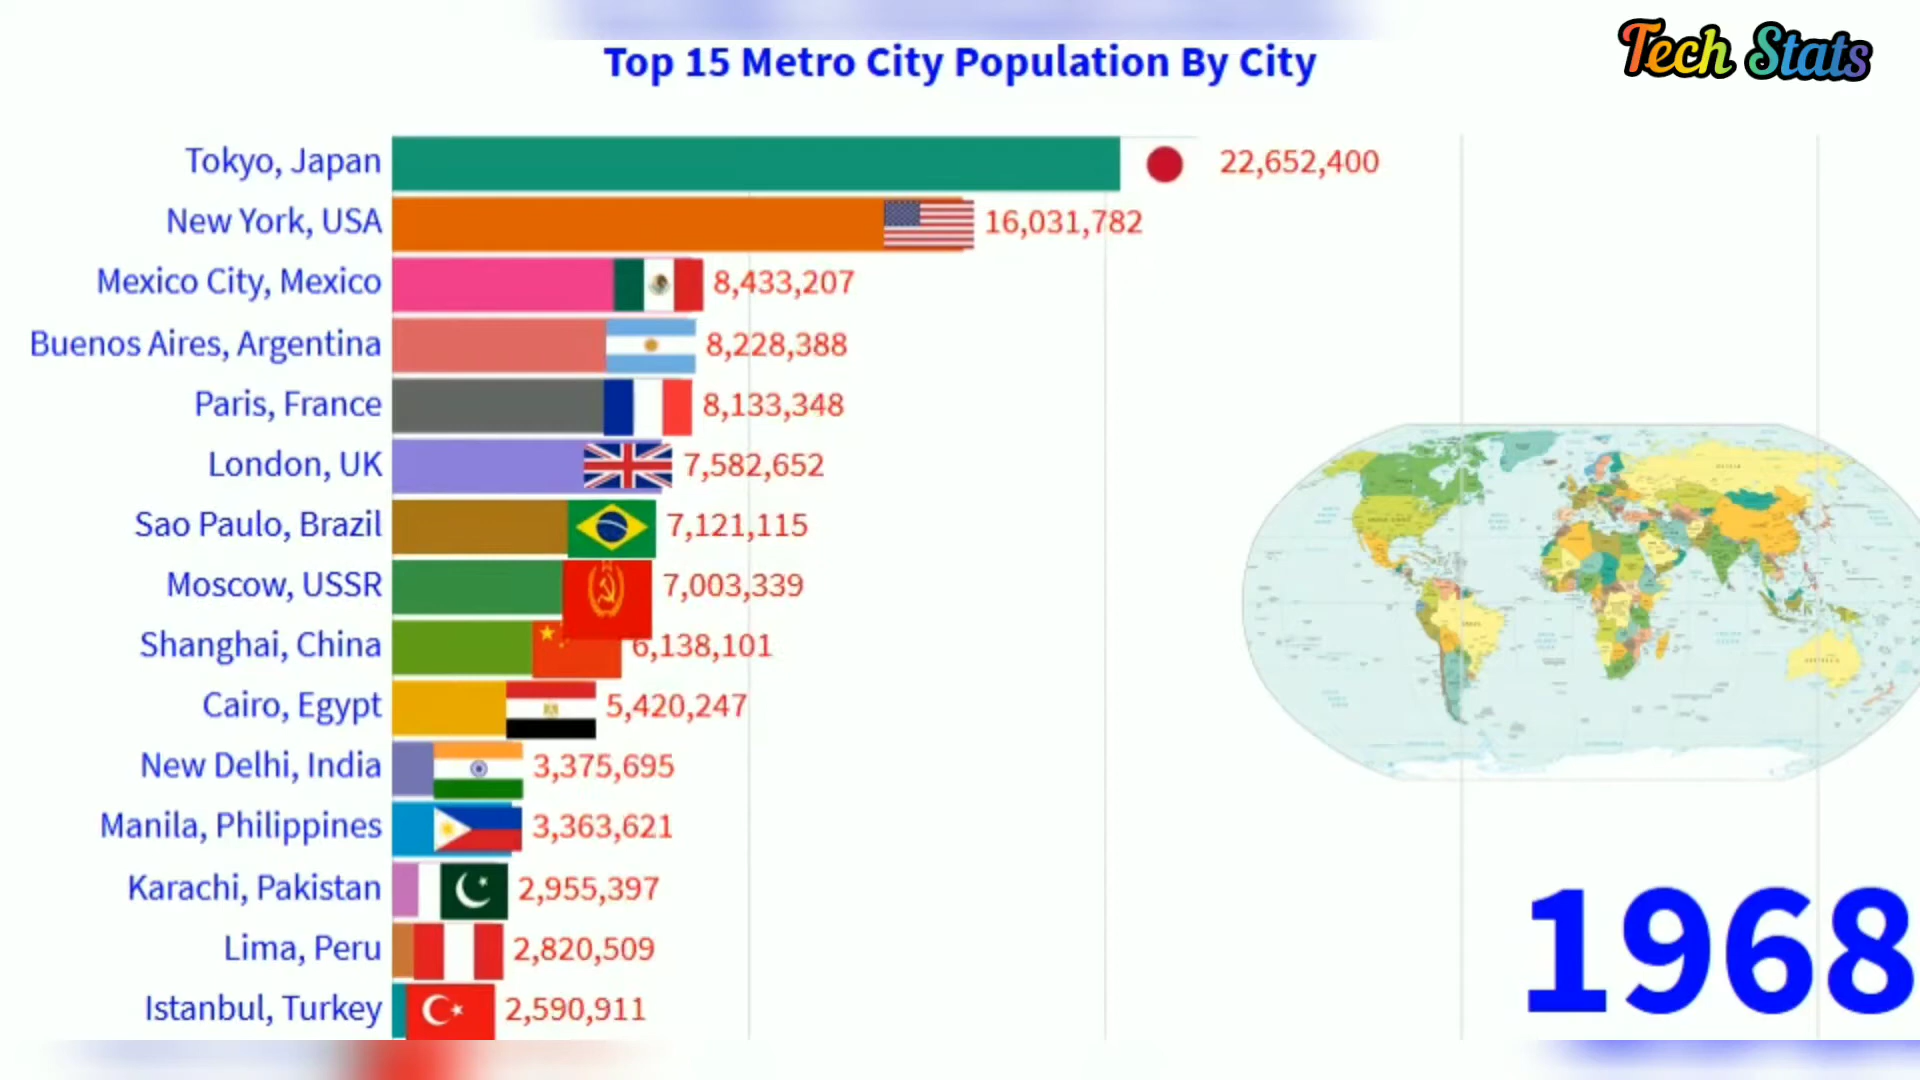 Tech Stats
Top 15 Metro City Population By City
Tokyo, Japan 22,652,400
New York, USA 16,031,782
Mexico City, Mexico 8,433,207
Buenos Aires, Argentina 8,228,388
Paris, France 8,133,348
London, UK 7,582,652
Sao Paulo, Brazil 7,121,115
Moscow, USSR 7,003,339
Shanghai, China 6,138,101
Cairo, Egypt 5,420,247
New Delhi, India 3,375,695
Manila, Philippines 3,363,621
Karachi, Pakistan 2,955,397
Lima, Peru 2,820,509
Istanbul, Turkey 2,590,911
1968